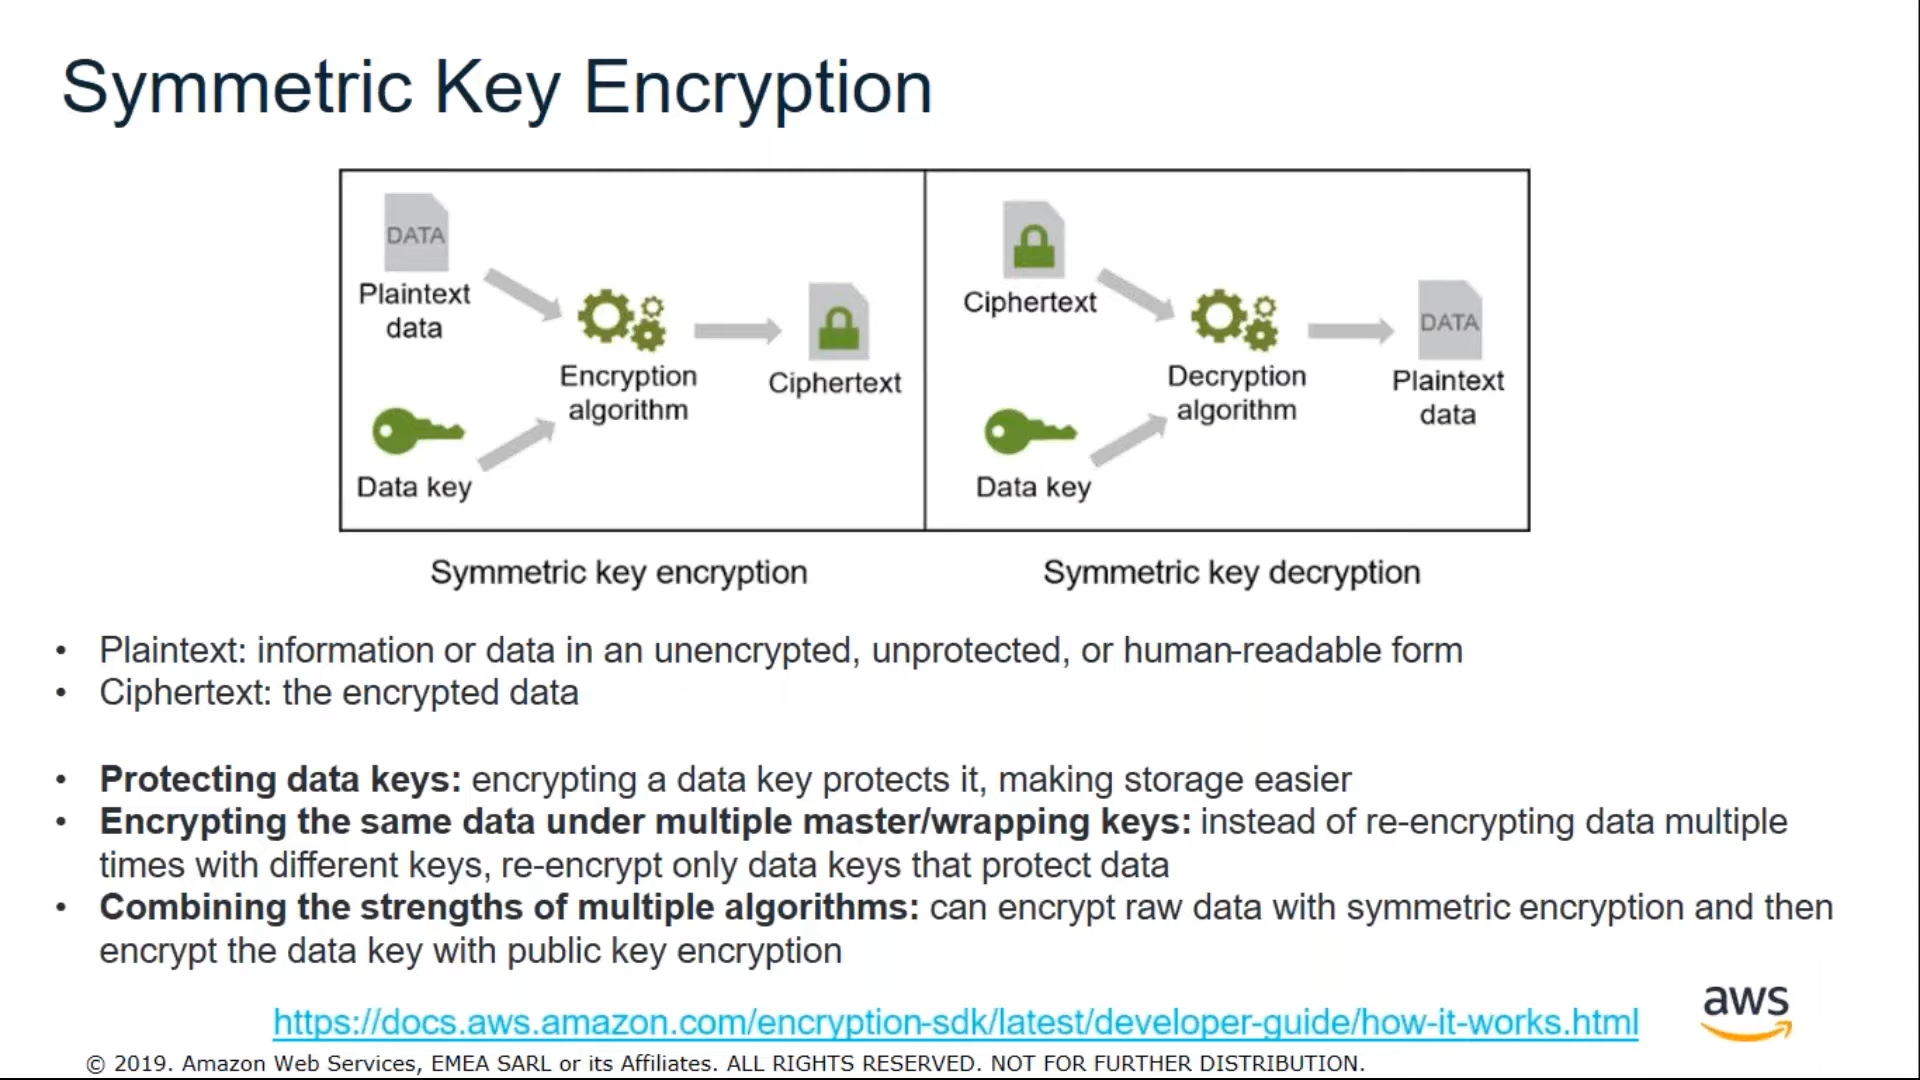 Symmetric Key Encryption
DATA
Plaintext
data
Data key
Encryption
algorithm
Ciphertext
Ciphertext
Data key
Decryption
algorithm
DATA
Plaintext
data
Symmetric key encryption
Symmetric key decryption
• Plaintext: information or data in an unencrypted, unprotected, or human-readable form
• Ciphertext: the encrypted data
• Protecting data keys: encrypting a data key protects it, making storage easier
• Encrypting the same data under multiple master/wrapping keys: instead of re-encrypting data multiple
times with different keys, re-encrypt only data keys that protect data
• Combining the strengths of multiple algorithms: can encrypt raw data with symmetric encryption and then
encrypt the data key with public key encryption
https://docs.aws.amazon.com/encryption-sdk/latest/developer-guide/how-it-works.html
aws
© 2019. Amazon Web Services, EMEA SARL or its Affiliates. ALL RIGHTS RESERVED. NOT FOR FURTHER DISTRIBUTION.